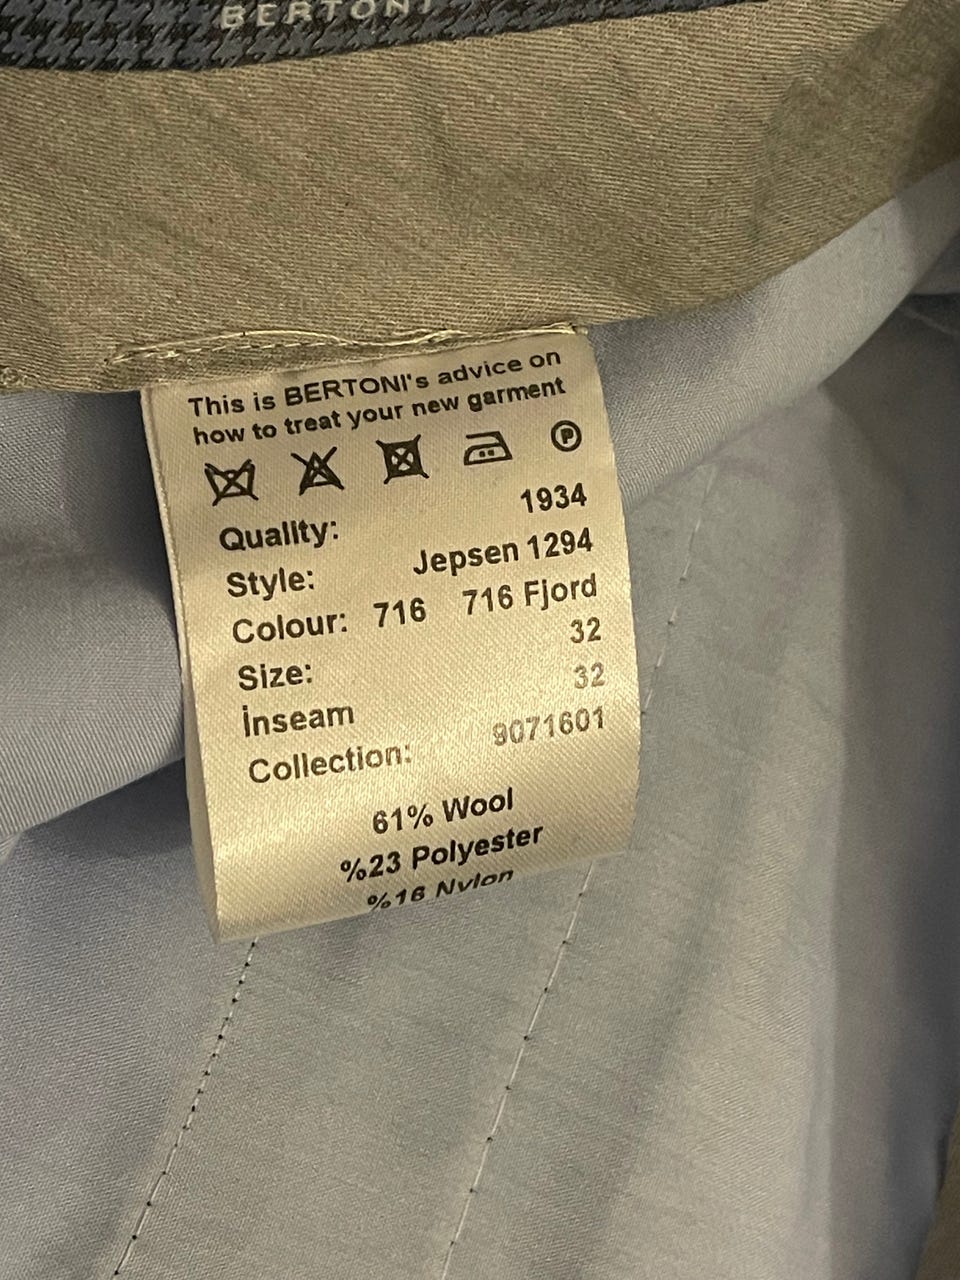 BERTONI
This is BERTONI's advice on
how to treat your new garment
P
Quality: 1934
Style: Jepsen 1294
Colour: 716 716 Fjord
Size: 32
İnseam 32
Collection: 9071601
61% Wool
%23 Polyester
%16 Nylon